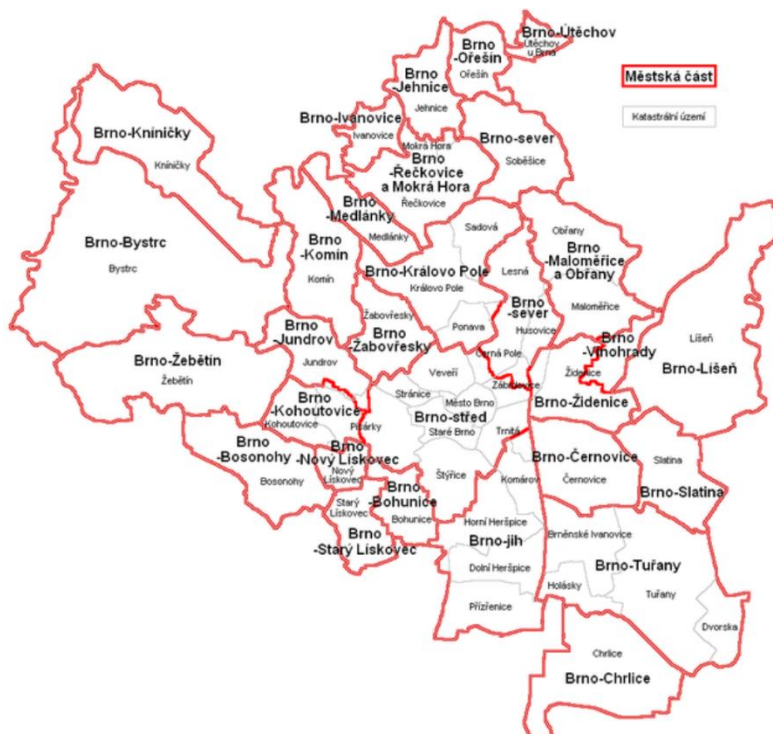 Brno-Útěchov
Útěchov
u Brna
Brno
-Ořešín
Ořešín
Městská část
Katastrální území
Brno
-Jehnice
Jehnice
Brno-Ivanovice
Ivanovice
Brno-Kníničky
Kníničky
Brno-sever
Soběšice
Mokrá Hora
Brno
-Řečkovice
a Mokrá Hora
Řečkovice
Brno
-Medlánky
Medlánky
Brno-Bystrc
Bystrc
Brno
-Komín
Komín
Sadová
Brno-Královo Pole
Královo Pole
Ponava
Lesná
Brno
-sever
Husovice
Obřany
Brno
-Maloměřice
a Obřany
Maloměřice
Žabovřesky
Brno
-Žabovřesky
Brno
-Jundrov
Jundrov
Brno-Žebětín
Žebětín
Černá Pole
Zábrdovice
Brno
-Vinohrady
Židenice
Brno-Židenice
Líšeň
Brno-Líšeň
Veveří
Stránice
Město Brno
Brno-střed
Staré Brno
Trnitá
Štýřice
Pisárky
Brno
-Kohoutovice
Kohoutovice
Brno
-Bosonohy
Bosonohy
Brno
-Nový Lískovec
Nový
Lískovec
Brno
-Bohunice
Bohunice
Starý
Lískovec
Brno
-Starý Lískovec
Komárov
Horní Heršpice
Brno-jih
Dolní Heršpice
Přízřenice
Brno-Černovice
Černovice
Slatina
Brno-Slatina
Brněnské Ivanovice
Brno-Tuřany
Holásky
Tuřany
Dvorska
Chrlice
Brno-Chrlice